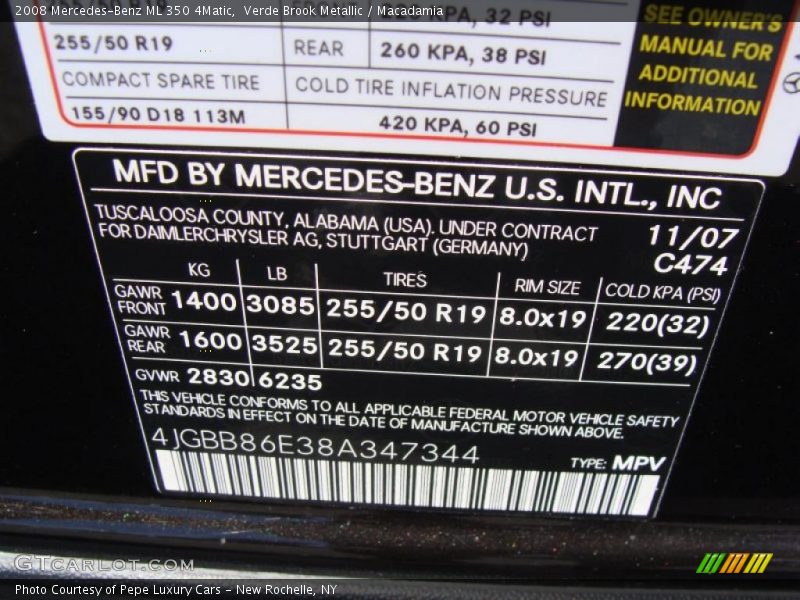 2008 Mercedes-Benz ML 350 4Matic,  Verde Brook Metallic / Macadamia
KPA, 32 PSI
255/50 R19 REAR 260 KPA, 38 PSI
COMPACT SPARE TIRE COLD TIRE INFLATION PRESSURE
155/90 D18 113M 420 KPA, 60 PSI
SEE OWNER'S
MANUAL FOR
ADDITIONAL
INFORMATION
MFD BY MERCEDES-BENZ U.S. INTL., INC
TUSCALOOSA COUNTY, ALABAMA (USA). UNDER CONTRACT 11/07
FOR DAIMLERCHRYSLER AG, STUTTGART (GERMANY) C474
KG LB TIRES RIM SIZE COLD KPA (PSI)
GAWR FRONT 1400 3085 255/50 R19 8.0x19 220(32)
GAWR REAR 1600 3525 255/50 R19 8.0x19 270(39)
GVWR 2830 6235
THIS VEHICLE CONFORMS TO ALL APPLICABLE FEDERAL MOTOR VEHICLE SAFETY
STANDARDS IN EFFECT ON THE DATE OF MANUFACTURE SHOWN ABOVE.
4JGBB86E38A347344 TYPE: MPV
GTCARLOT.COM
Photo Courtesy of Pepe Luxury Cars - New Rochelle, NY